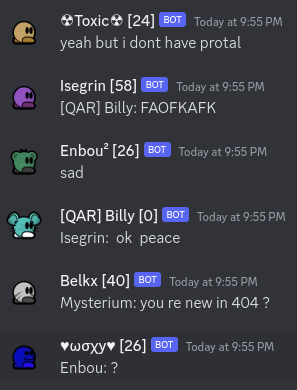 ☢Toxic☢ [24] BOT Today at 9:55 PM
yeah but i dont have protal
Isegrin [58] BOT Today at 9:55 PM
[QAR] Billy: FAOFKAFK
Enbou² [26] BOT Today at 9:55 PM
sad
[QAR] Billy [0] BOT Today at 9:55 PM
Isegrin:  ok  peace
Belkx [40] BOT Today at 9:55 PM
Mysterium: you re new in 404 ?
♥ωσχу♥ [26] BOT Today at 9:55 PM
Enbou: ?